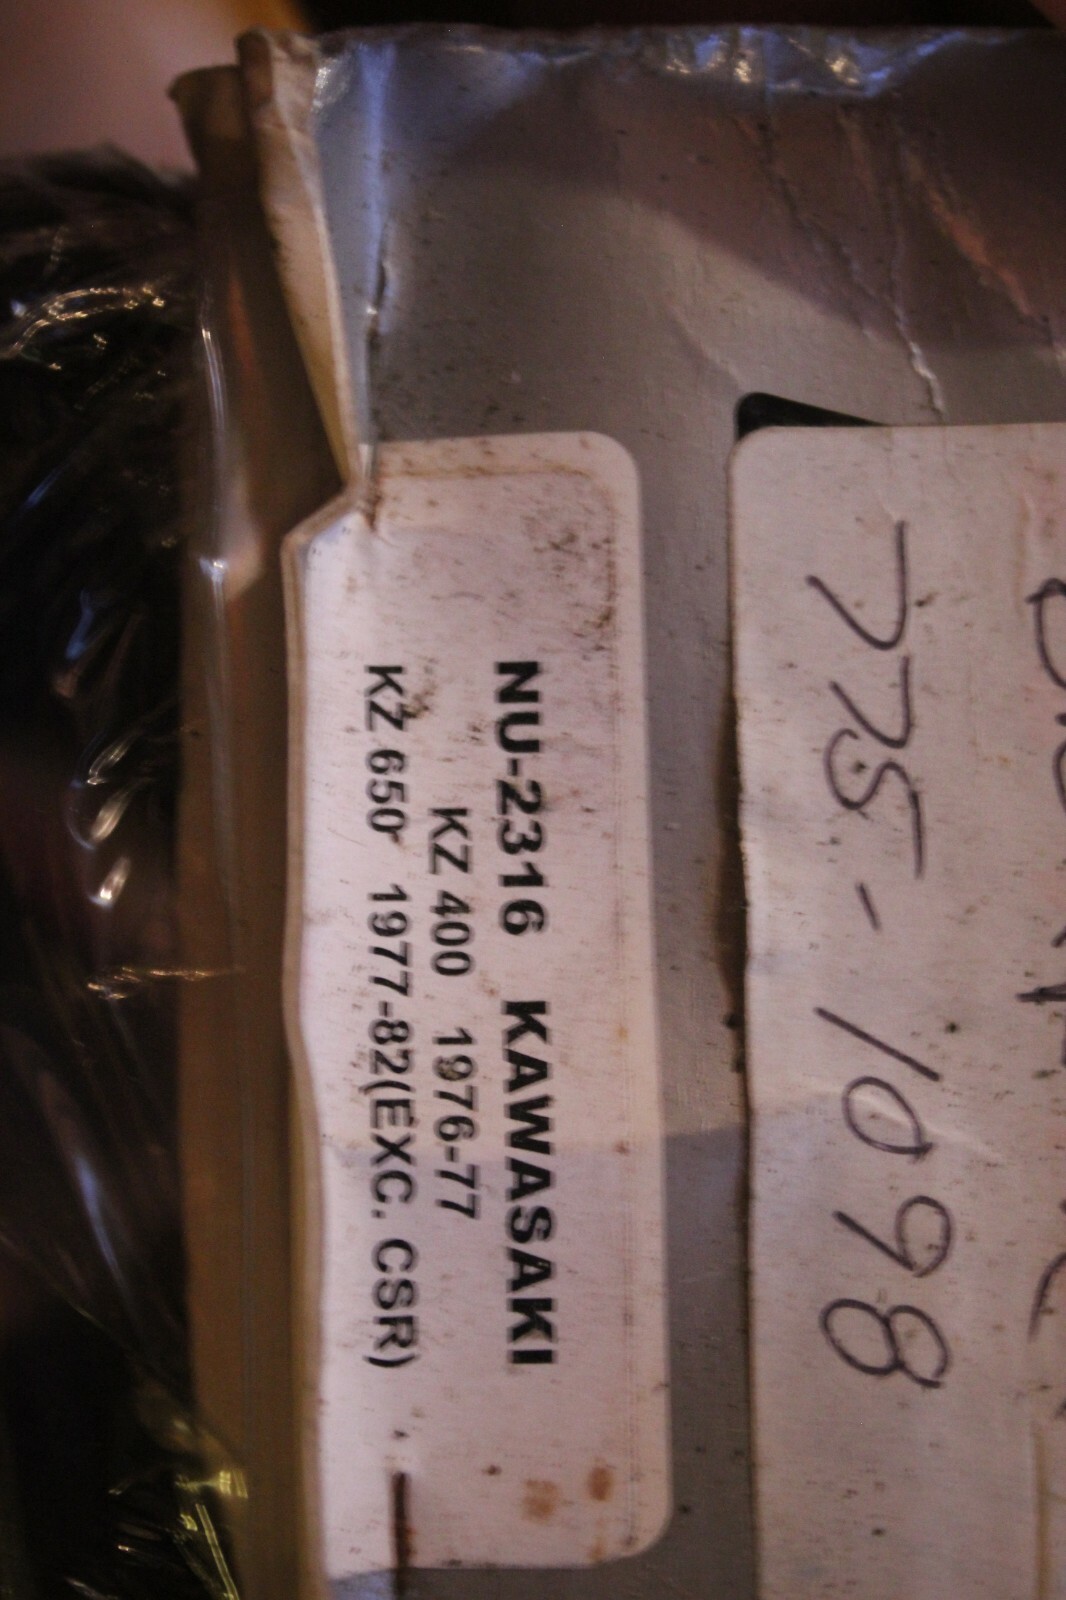 NU-2316 KAWASAKI
KZ 400 1976-77
KZ 650 1977-82(EXC. CSR)
775-1098